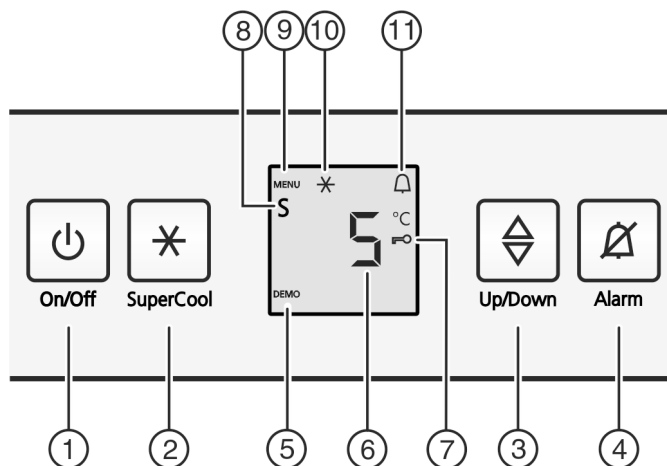 8 9 10 11
MENU
S
5 °C
DEMO
On/Off SuperCool Up/Down Alarm
1 2 5 6 7 3 4